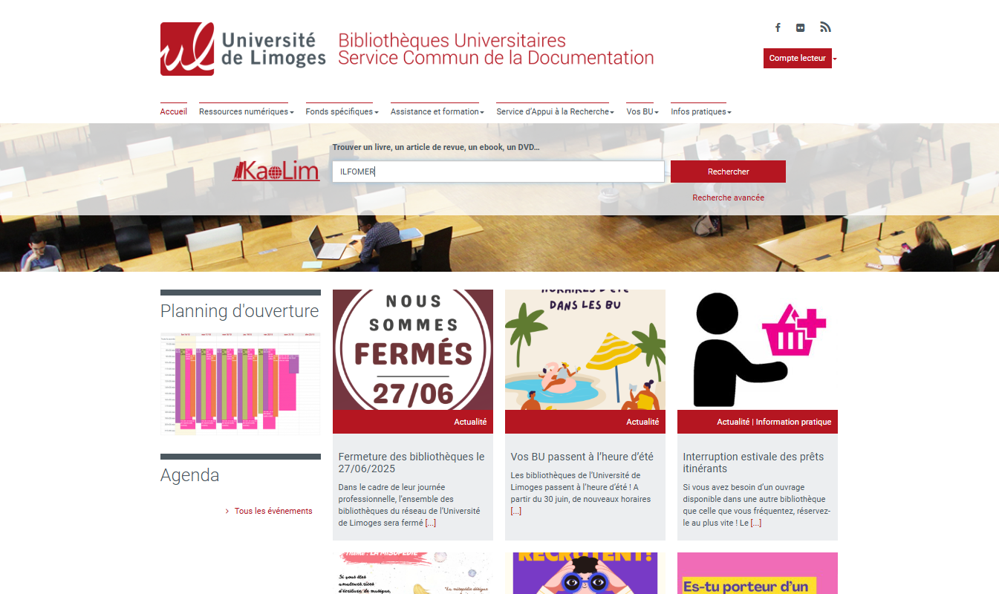 Université
de Limoges
Bibliothèques Universitaires
Service Commun de la Documentation
Compte lecteur
Accueil
Ressources numériques
Fonds spécifiques
Assistance et formation
Service d'Appui à la Recherche
Vos BU
Infos pratiques
Trouver un livre, un article de revue, un ebook, un DVD...
KaoLim
ILFOMER
Rechercher
Recherche avancée
Planning d'ouverture
Agenda
Tous les événements
NOUS
SOMMES
FERMÉS
27/06
Actualité
Fermeture des bibliothèques le
27/06/2025
Dans le cadre de leur journée
professionnelle, l'ensemble des
bibliothèques du réseau de l'Université
de Limoges sera fermé [...]
HORAIRES D'ÉTÉ
DANS LES BU
Actualité
Vos BU passent à l'heure d'été
Les bibliothèques de l'Université de
Limoges passent à l'heure d'été ! A
partir du 30 juin, de nouveaux horaires
[...]
Actualité | Information pratique
Interruption estivale des prêts
itinérants
Si vous avez besoin d'un ouvrage
disponible dans une autre bibliothèque
que celle que vous fréquentez, réservez-
le au plus vite ! Le [...]
Thème : LA MISOPÉDIE
Si vous êtes
amateurs.rices
d'écriture de musique,
"La misopédie désigne
RECRUTENT!
Es-tu porteur d'un